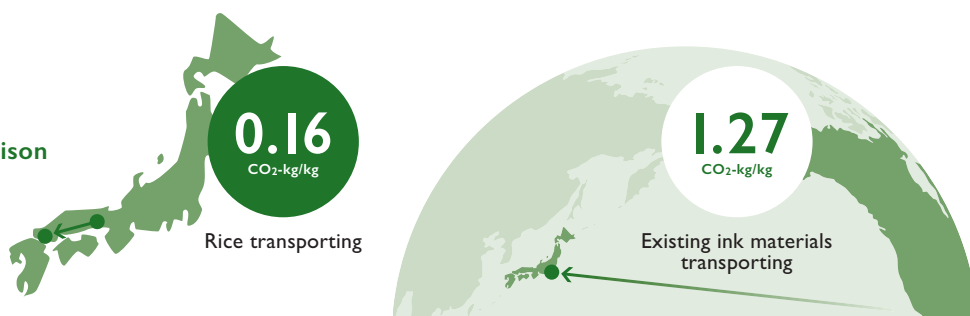 ison
0.16
CO₂-kg/kg
Rice transporting
1.27
CO₂-kg/kg
Existing ink materials
transporting